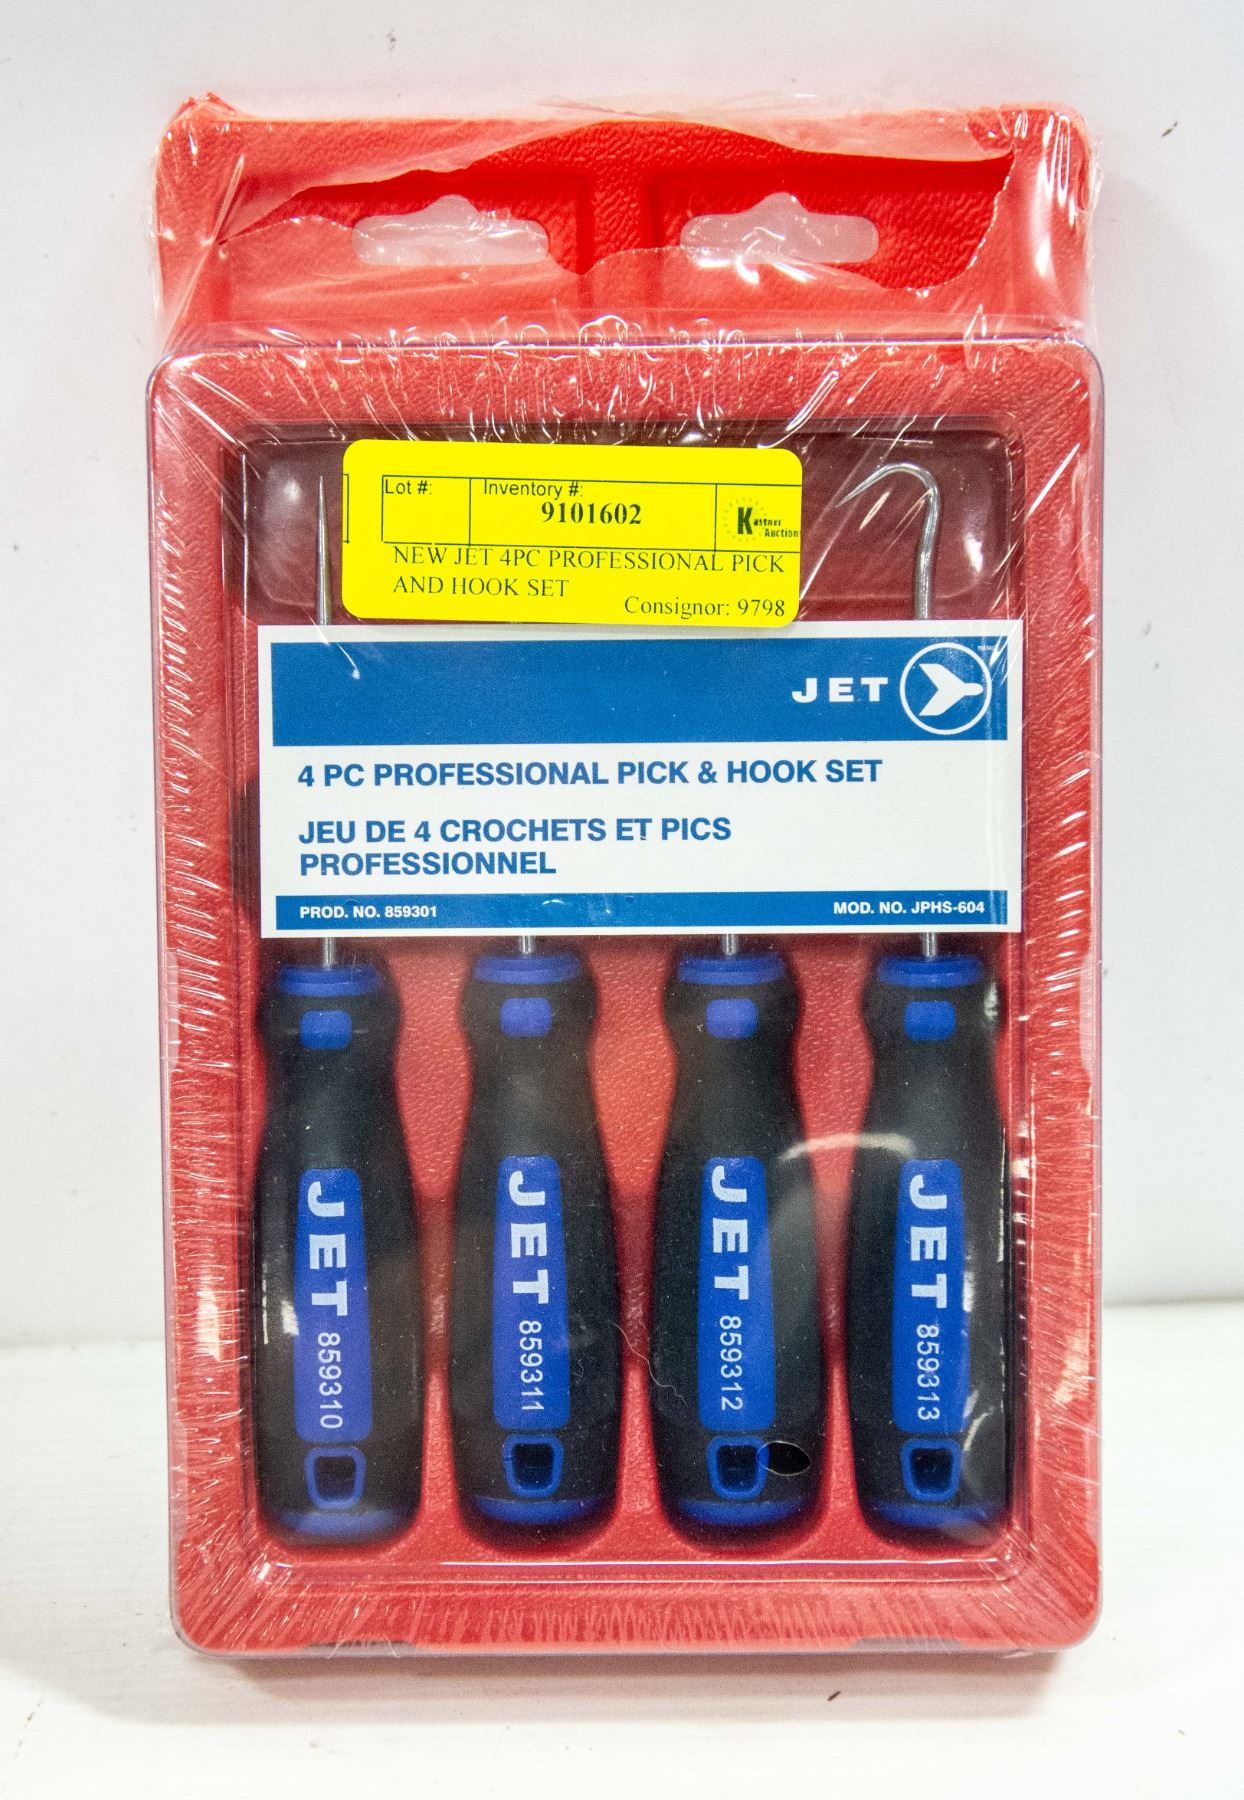 Lot #:
Inventory #:
9101602
Kastner
Auctions
NEW JET 4PC PROFESSIONAL PICK
AND HOOK SET
Consignor: 9798
JET
4 PC PROFESSIONAL PICK & HOOK SET
JEU DE 4 CROCHETS ET PICS
PROFESSIONNEL
PROD. NO. 859301
MOD. NO. JPHS-604
JET 859310
JET 859311
JET 859312
JET 859313